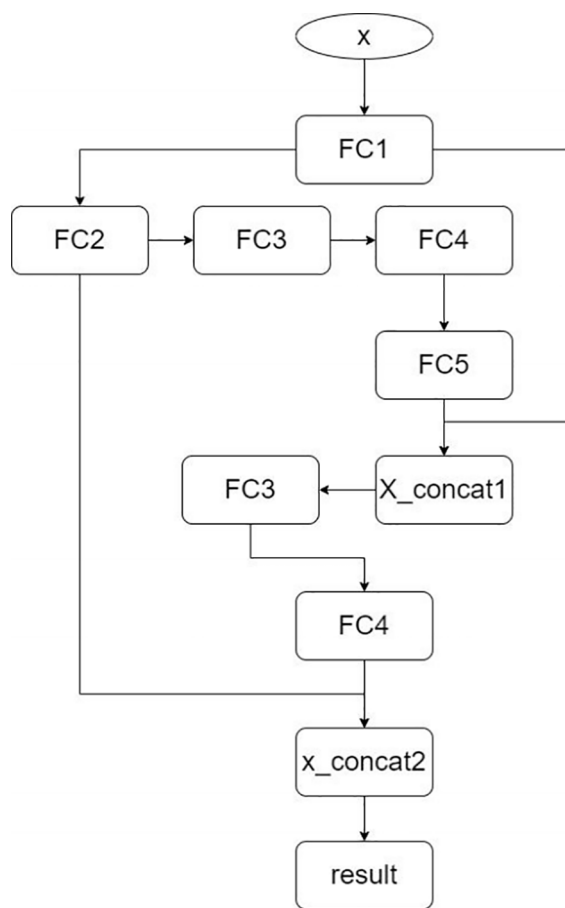 x
FC1
FC2
FC3
FC4
FC5
X_concat1
FC3
FC4
x_concat2
result